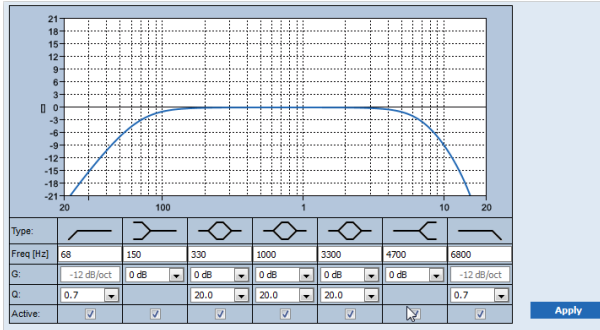 21
18
15
12
9
6
3
[] 0
-3
-6
-9
-12
-15
-18
-21
20 100 1 10 20
Type:
Freq [Hz] 68 150 330 1000 3300 4700 6800
G: -12 dB/oct 0 dB 0 dB 0 dB 0 dB 0 dB -12 dB/oct
Q: 0.7 20.0 20.0 20.0 0.7
Active:
Apply